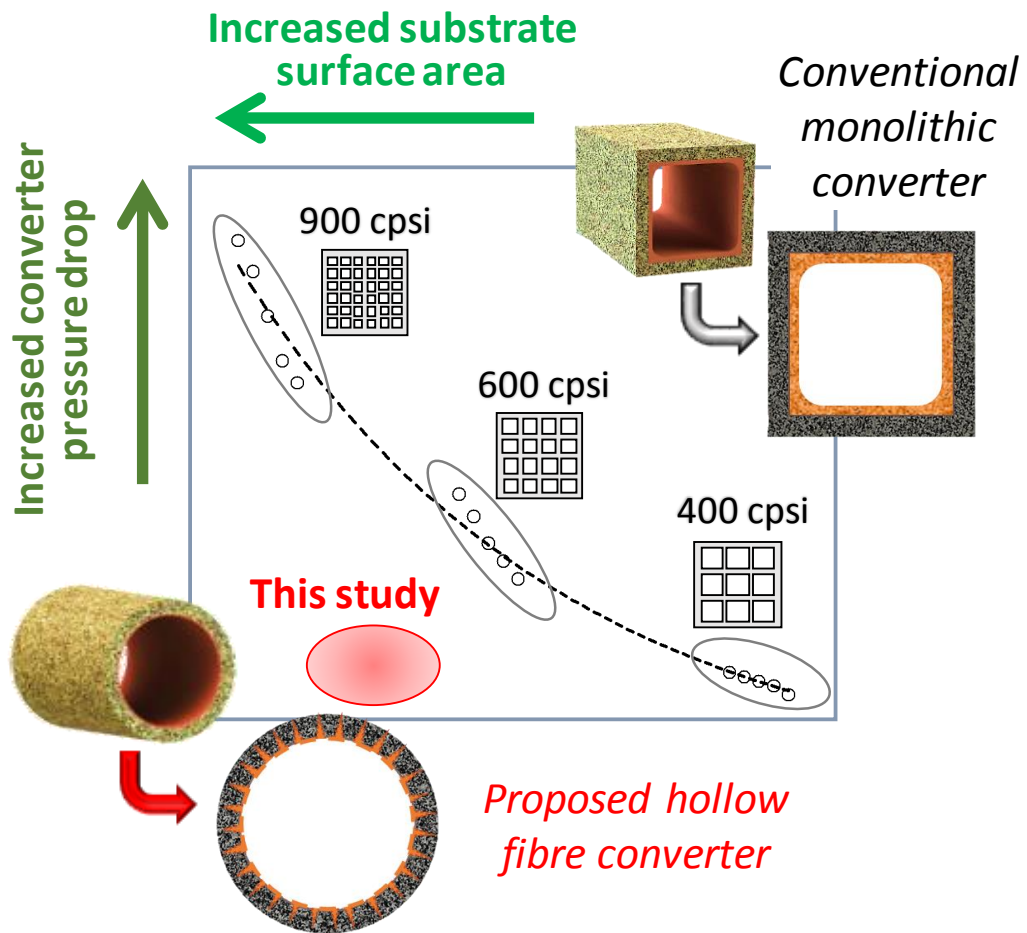 Increased substrate
surface area
Conventional
monolithic
converter
Increased converter
pressure drop
900 cpsi
600 cpsi
400 cpsi
This study
Proposed hollow
fibre converter